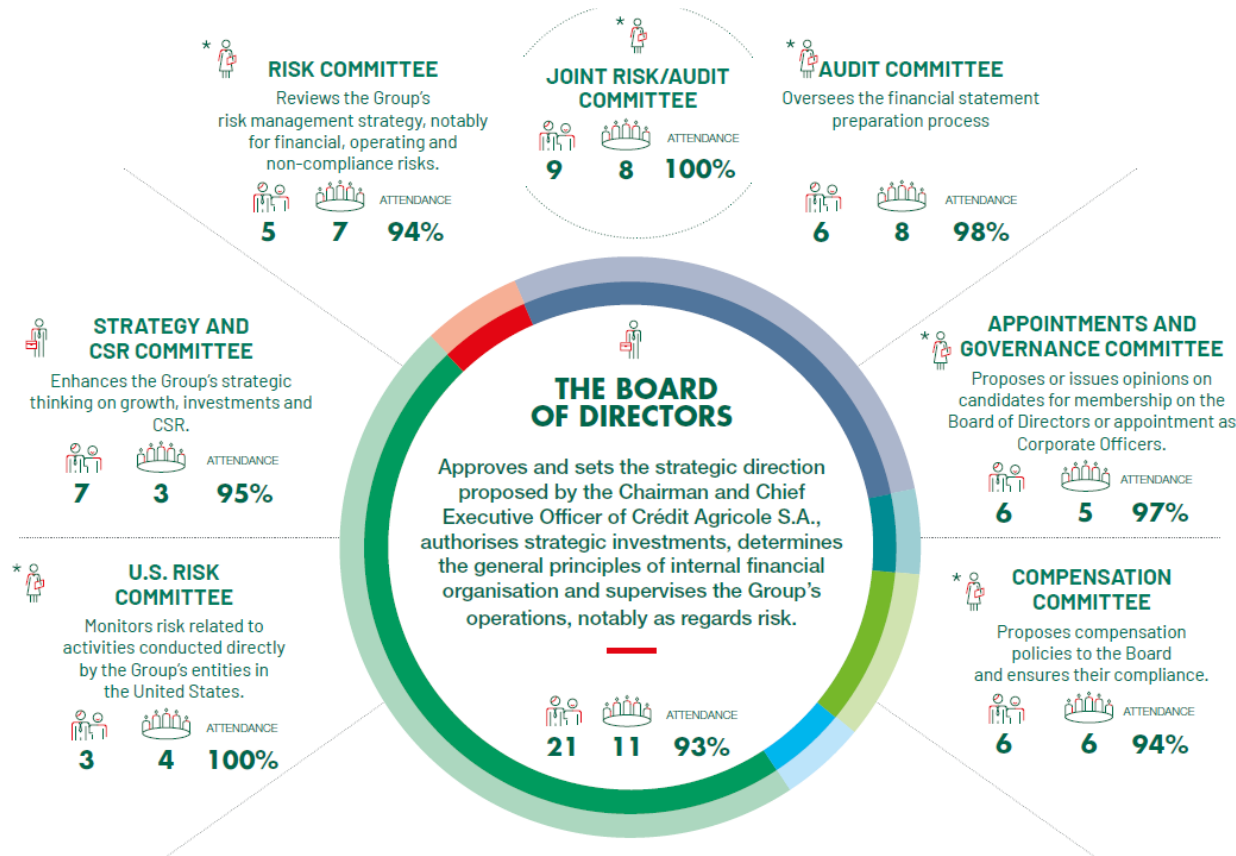 *
RISK COMMITTEE
Reviews the Group's
risk management strategy, notably
for financial, operating and
non-compliance risks.
ATTENDANCE
5 7 94%
*
JOINT RISK/AUDIT
COMMITTEE
ATTENDANCE
9 8 100%
*
AUDIT COMMITTEE
Oversees the financial statement
preparation process
ATTENDANCE
6 8 98%
STRATEGY AND
CSR COMMITTEE
Enhances the Group's strategic
thinking on growth, investments and
CSR.
ATTENDANCE
7 3 95%
THE BOARD
OF DIRECTORS
Approves and sets the strategic direction
proposed by the Chairman and Chief
Executive Officer of Crédit Agricole S.A.,
authorises strategic investments, determines
the general principles of internal financial
organisation and supervises the Group's
operations, notably as regards risk.
ATTENDANCE
21 11 93%
*
APPOINTMENTS AND
GOVERNANCE COMMITTEE
Proposes or issues opinions on
candidates for membership on the
Board of Directors or appointment as
Corporate Officers.
ATTENDANCE
6 5 97%
*
U.S. RISK
COMMITTEE
Monitors risk related to
activities conducted directly
by the Group's entities in
the United States.
ATTENDANCE
3 4 100%
*
COMPENSATION
COMMITTEE
Proposes compensation
policies to the Board
and ensures their compliance.
ATTENDANCE
6 6 94%